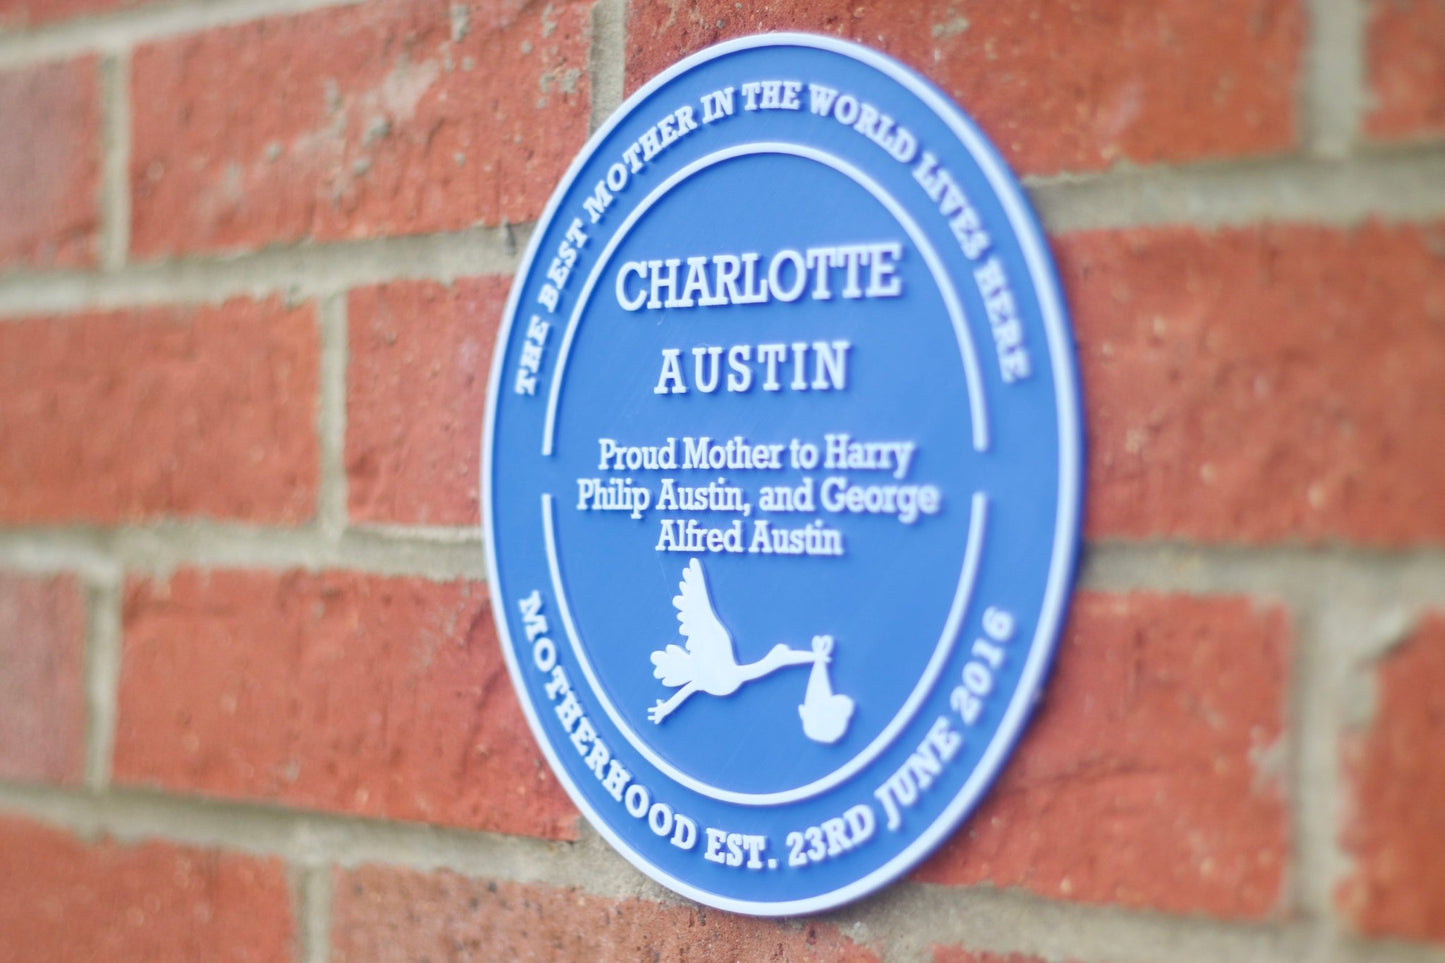 THE BEST MOTHER IN THE WORLD LIVES HERE
CHARLOTTE
AUSTIN
Proud Mother to Harry
Philip Austin, and George
Alfred Austin
MOTHERHOOD EST. 23RD JUNE 2016